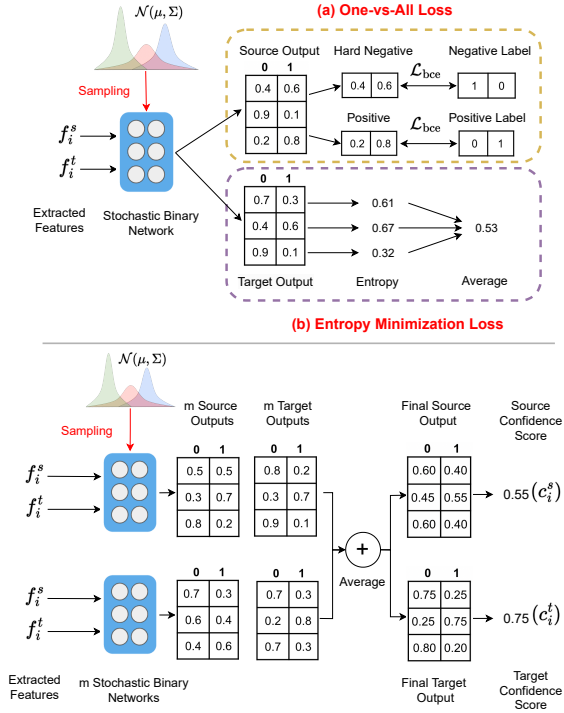 (a) One-vs-All Loss
𝒩(μ, Σ)
Sampling
f_i^s
f_i^t
Extracted Features
Stochastic Binary Network
Source Output
0 1
0.4 0.6
0.9 0.1
0.2 0.8
Hard Negative
0.4 0.6
ℒ_bce
Negative Label
1 0
Positive
0.2 0.8
ℒ_bce
Positive Label
0 1
0 1
0.7 0.3
0.4 0.6
0.9 0.1
Target Output
0.61
0.67
0.32
Entropy
0.53
Average
(b) Entropy Minimization Loss
𝒩(μ, Σ)
Sampling
f_i^s
f_i^t
f_i^s
f_i^t
Extracted Features
m Stochastic Binary Networks
m Source Outputs
0 1
0.5 0.5
0.3 0.7
0.8 0.2
m Target Outputs
0 1
0.8 0.2
0.3 0.7
0.9 0.1
0 1
0.7 0.3
0.6 0.4
0.4 0.6
0 1
0.7 0.3
0.2 0.8
0.7 0.3
+
Average
Final Source Output
0 1
0.60 0.40
0.45 0.55
0.60 0.40
Source Confidence Score
0.55 (c_i^s)
0 1
0.75 0.25
0.25 0.75
0.80 0.20
Final Target Output
0.75 (c_i^t)
Target Confidence Score